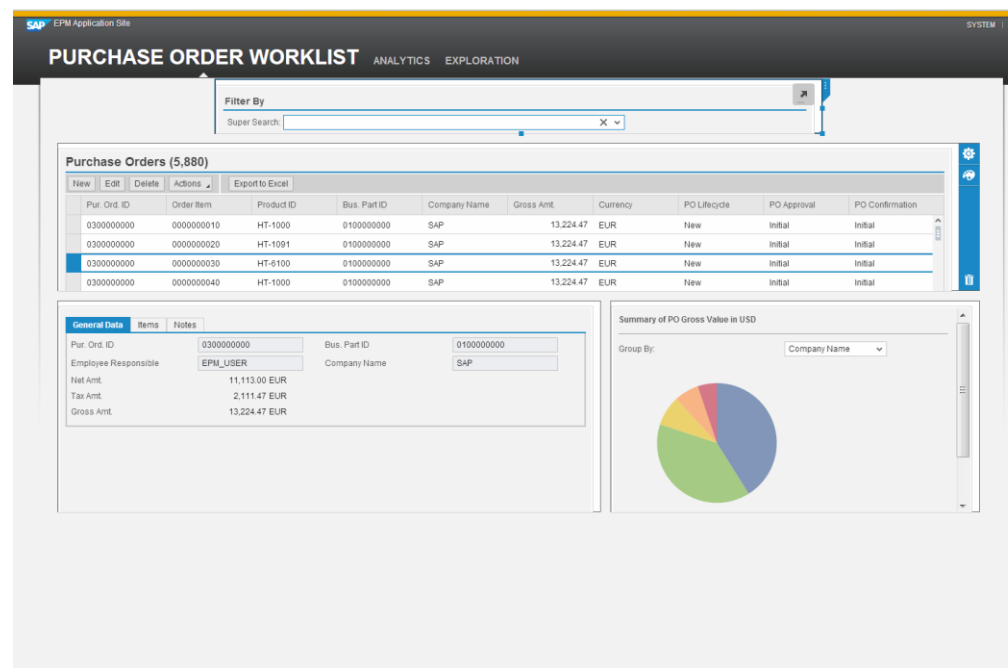 SAP EPM Application Site
SYSTEM
PURCHASE ORDER WORKLIST ANALYTICS EXPLORATION
Filter By
Super Search:
Purchase Orders (5,880)
New Edit Delete Actions Export to Excel
Pur. Ord. ID Order Item Product ID Bus. Part ID Company Name Gross Amt. Currency PO Lifecycle PO Approval PO Confirmation
0300000000 0000000010 HT-1000 0100000000 SAP 13,224.47 EUR New Initial Initial
0300000000 0000000020 HT-1091 0100000000 SAP 13,224.47 EUR New Initial Initial
0300000000 0000000030 HT-6100 0100000000 SAP 13,224.47 EUR New Initial Initial
0300000000 0000000040 HT-1000 0100000000 SAP 13,224.47 EUR New Initial Initial
General Data Items Notes
Pur. Ord. ID 0300000000 Bus. Part ID 0100000000
Employee Responsible EPM_USER Company Name SAP
Net Amt. 11,113.00 EUR
Tax Amt. 2,111.47 EUR
Gross Amt. 13,224.47 EUR
Summary of PO Gross Value in USD
Group By: Company Name